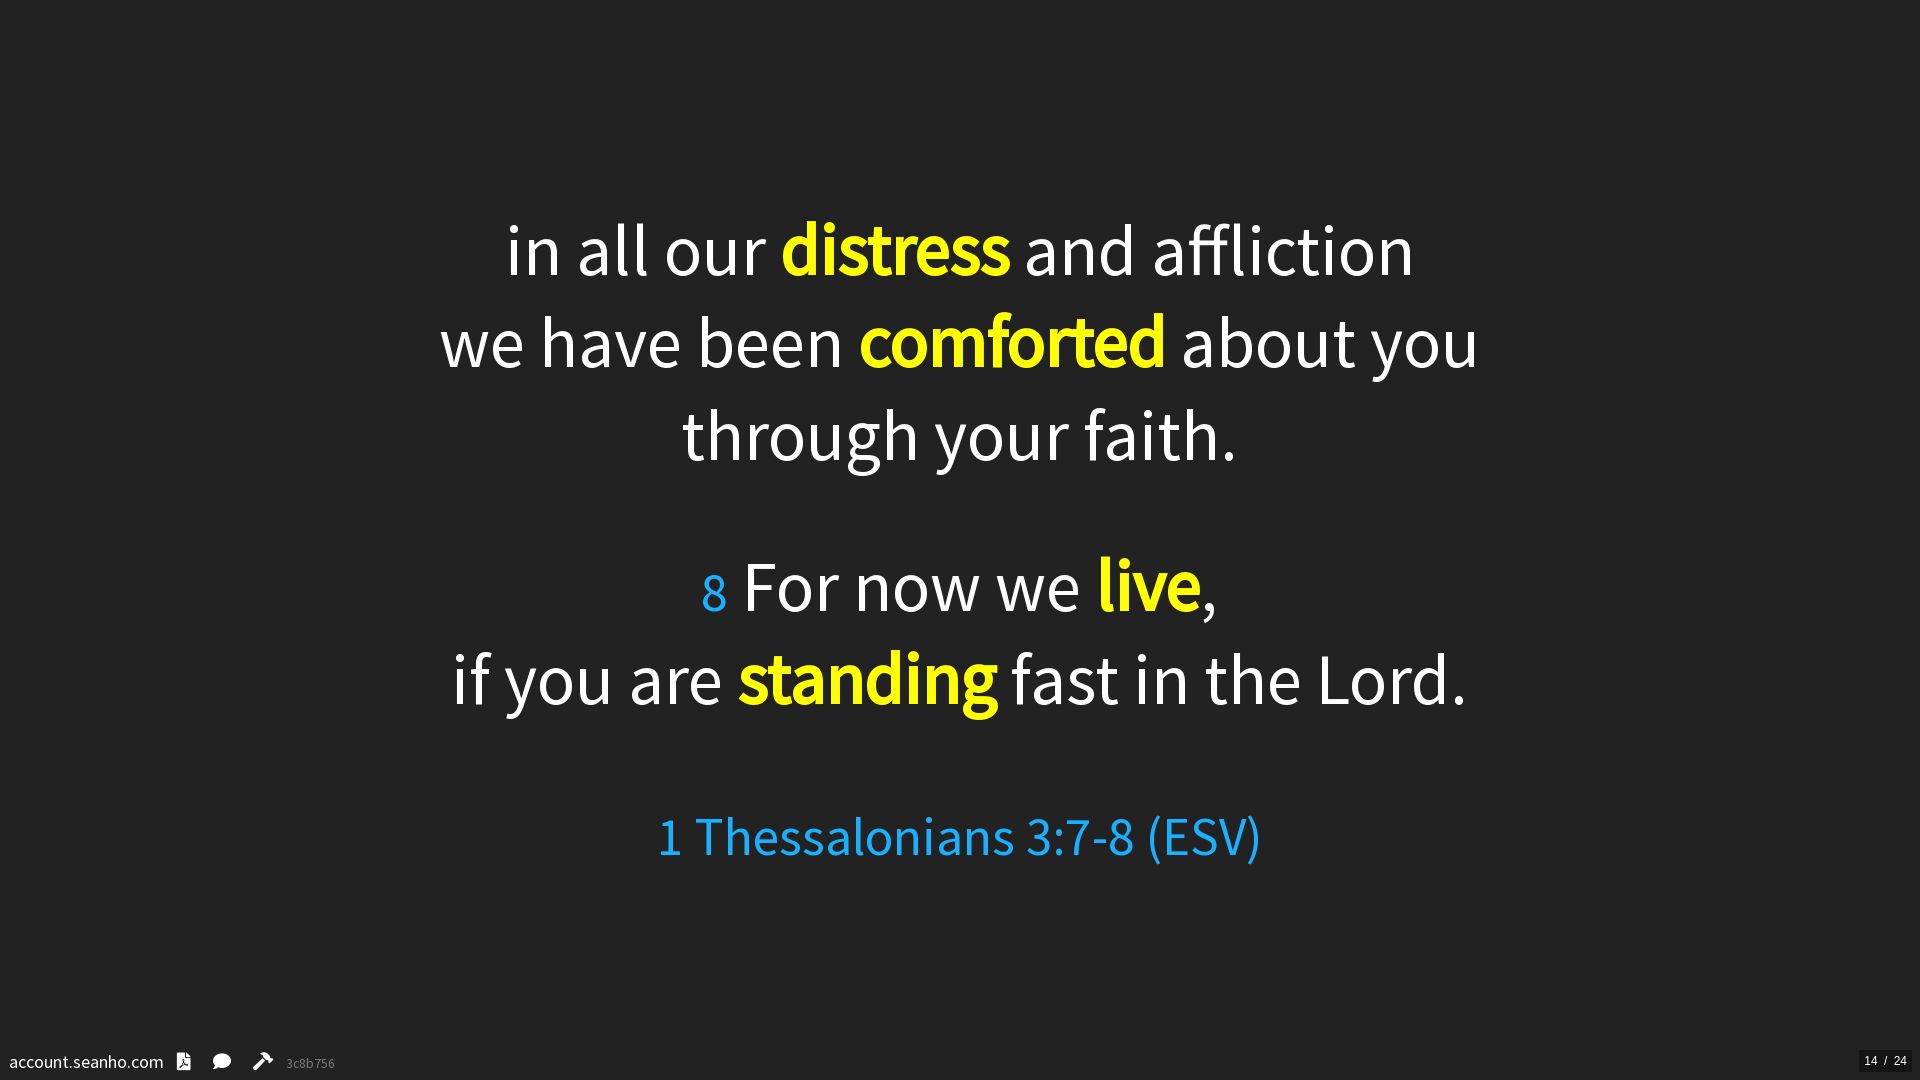 in all our distress and affliction
we have been comforted about you
through your faith.
8 For now we live,
if you are standing fast in the Lord.
1 Thessalonians 3:7-8 (ESV)
account.seanho.com 3c8b756
14 / 24